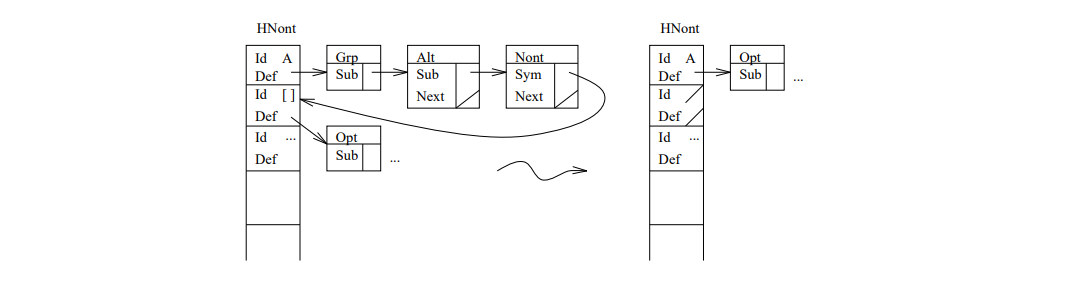 HNont
Id A
Def
Grp
Sub
Alt
Sub
Next
Nont
Sym
Next
Id [ ]
Def
Opt
Sub
...
Id ...
Def
HNont
Id A
Def
Opt
Sub
...
Id
Def
Id ...
Def